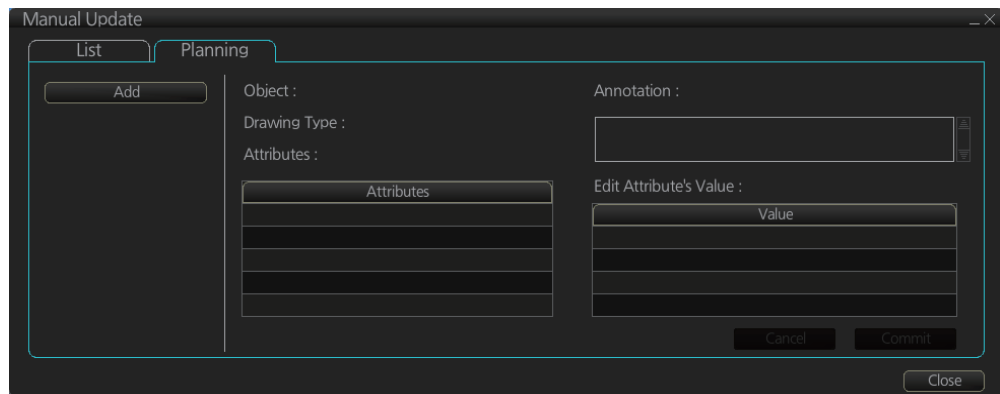 Manual Update
List
Planning
Add
Object :
Annotation :
Drawing Type :
Attributes :
Attributes
Edit Attribute's Value :
Value
Cancel
Commit
Close